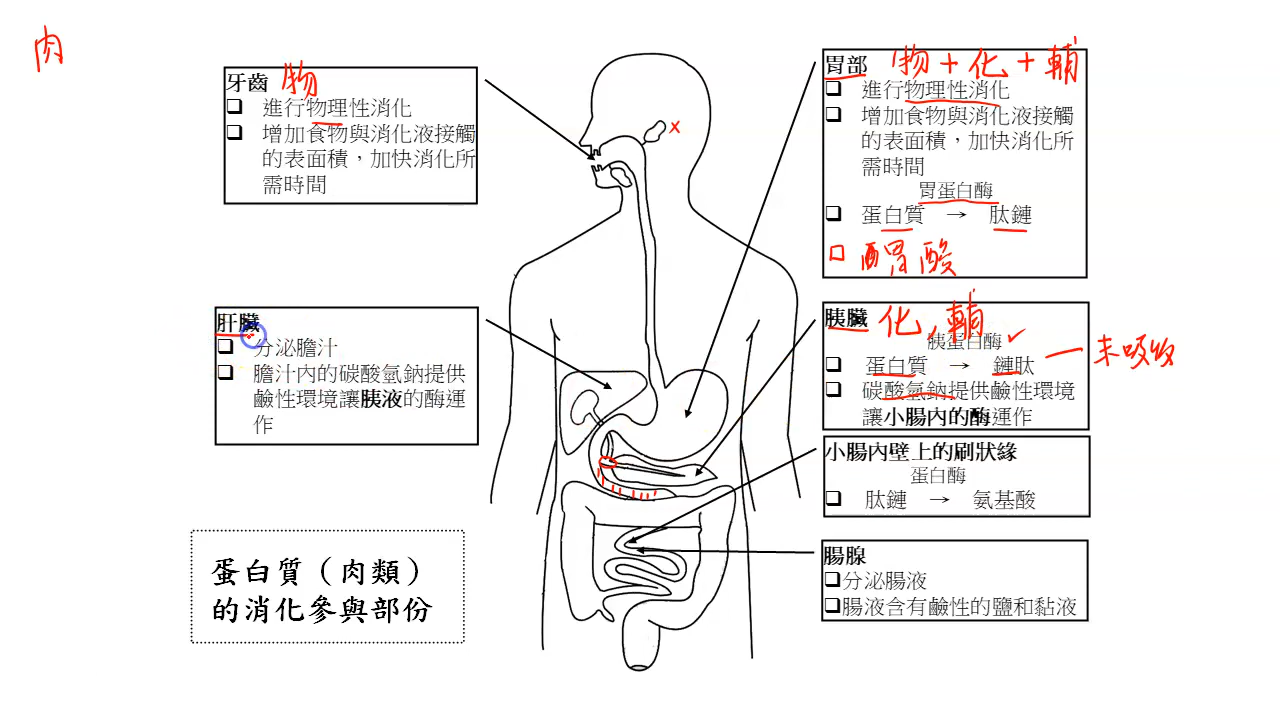 肉
牙齒 物
❑ 進行物理性消化
❑ 增加食物與消化液接觸
的表面積，加快消化所
需時間
x
肝臟
❑ 分泌膽汁
❑ 膽汁內的碳酸氫鈉提供
鹼性環境讓胰液的酶運
作
蛋白質（肉類）
的消化參與部份
胃部 物+化+輔
❑ 進行物理性消化
❑ 增加食物與消化液接觸
的表面積，加快消化所
需時間
胃蛋白酶
❑ 蛋白質 → 肽鏈
胃酸
胰臟 化,輔
胰蛋白酶 ✓
❑ 蛋白質 → 鏈肽
❑ 碳酸氫鈉提供鹼性環境
讓小腸內的酶運作
未吸收
小腸內壁上的刷狀緣
蛋白酶
❑ 肽鏈 → 氨基酸
腸腺
❑分泌腸液
❑腸液含有鹼性的鹽和黏液